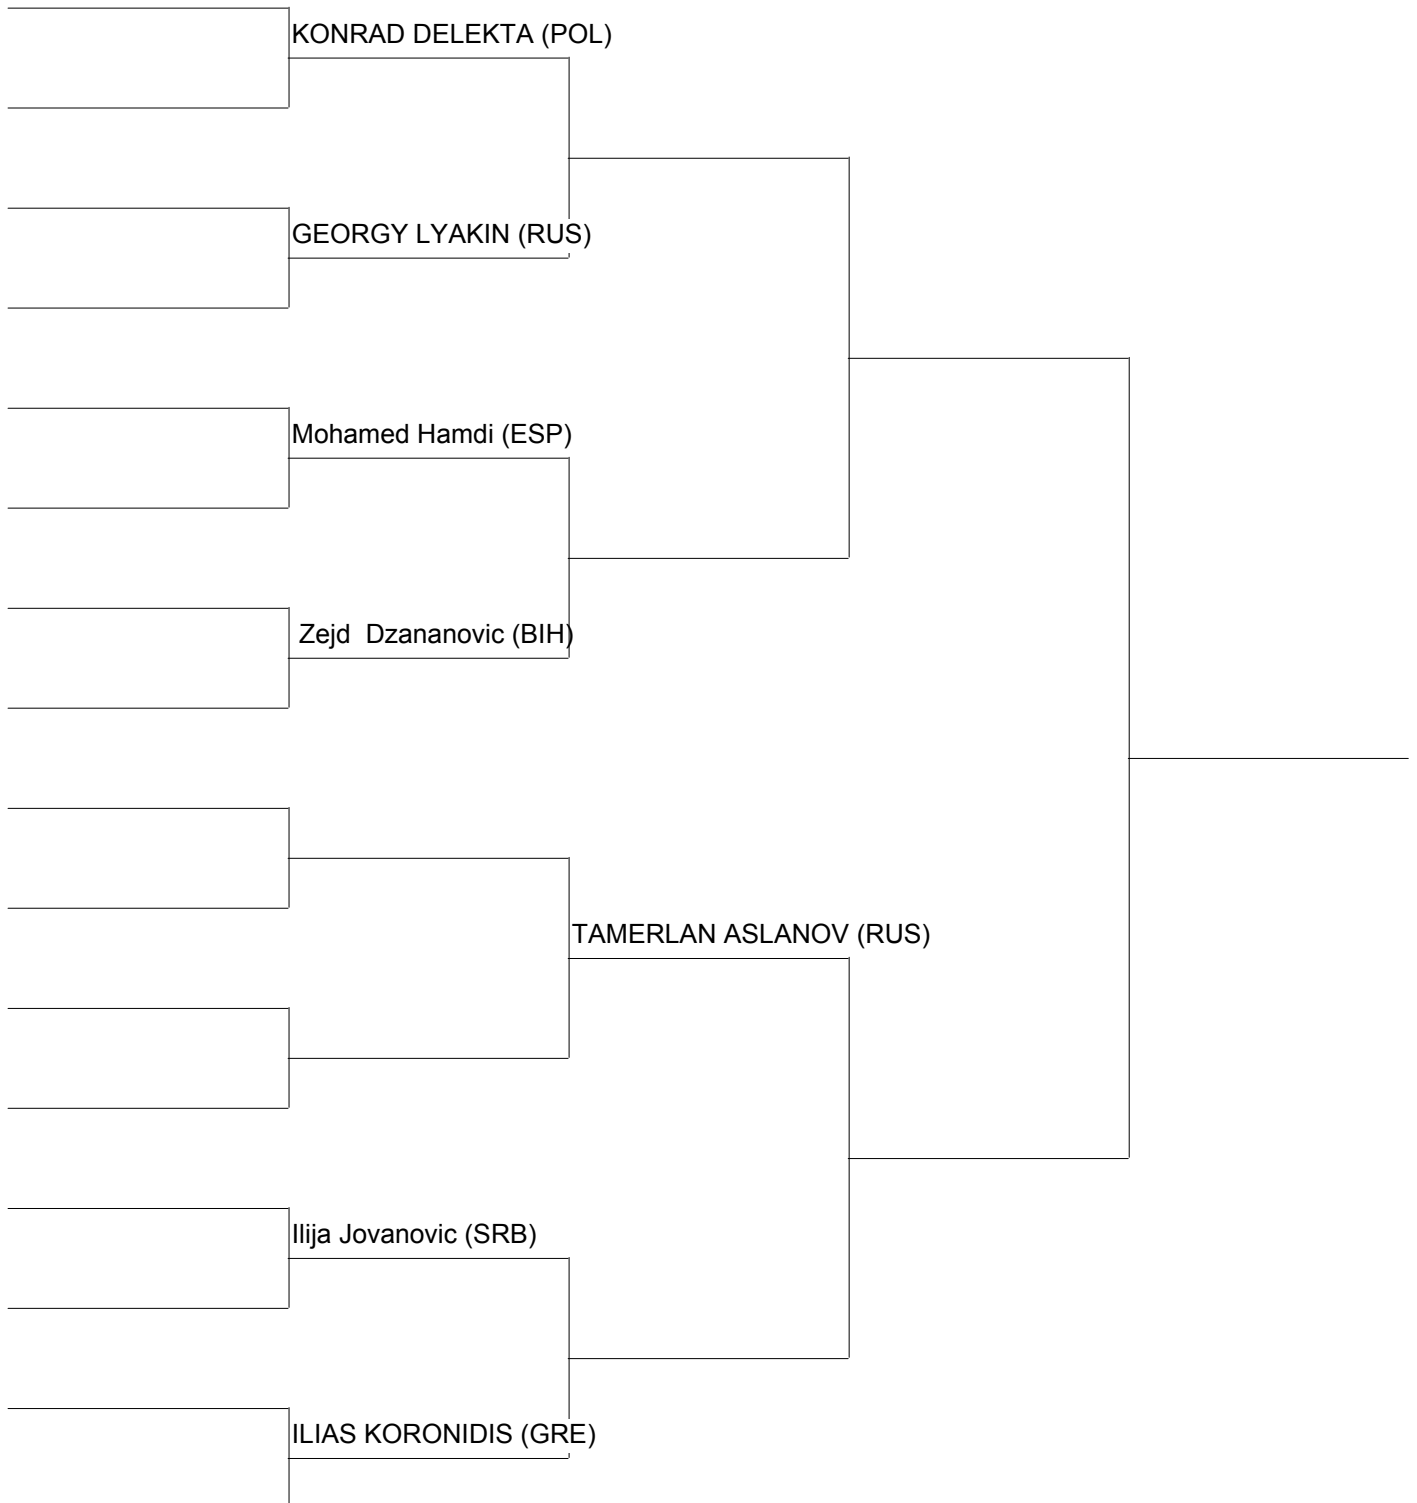 KONRAD DELEKTA (POL)
GEORGY LYAKIN (RUS)
Mohamed Hamdi (ESP)
Zejd  Dzananovic (BIH)
TAMERLAN ASLANOV (RUS)
Ilija Jovanovic (SRB)
ILIAS KORONIDIS (GRE)